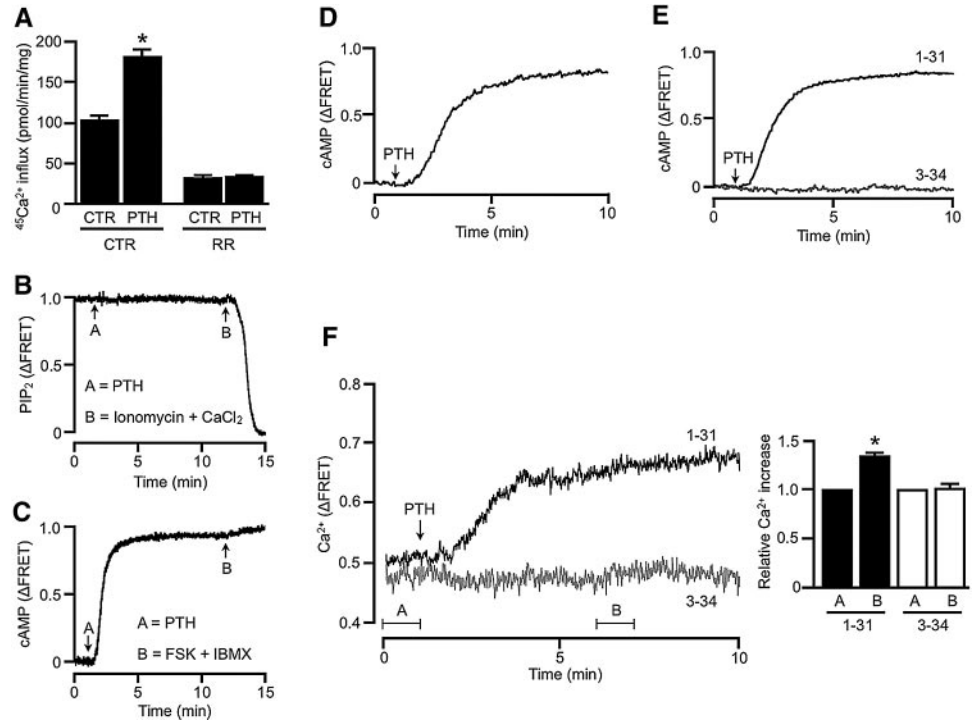 A
⁴⁵Ca²⁺ influx (pmol/min/mg)
200
150
100
50
0
*
CTR PTH CTR PTH
CTR RR
B
PIP₂ (ΔFRET)
1.0
0.5
0
A
B
A = PTH
B = Ionomycin + CaCl₂
0 5 10 15
Time (min)
C
cAMP (ΔFRET)
1.0
0.5
0
A
B
A = PTH
B = FSK + IBMX
0 5 10 15
Time (min)
D
cAMP (ΔFRET)
1.0
0.5
0
PTH
0 5 10
Time (min)
E
cAMP (ΔFRET)
1.0
0.5
0
PTH
1-31
3-34
0 5 10
Time (min)
F
Ca²⁺ (ΔFRET)
0.8
0.7
0.6
0.5
0.4
PTH
1-31
3-34
A B
0 5 10
Time (min)
Relative Ca²⁺ increase
1.5
1.0
0.5
0
*
A B A B
1-31 3-34